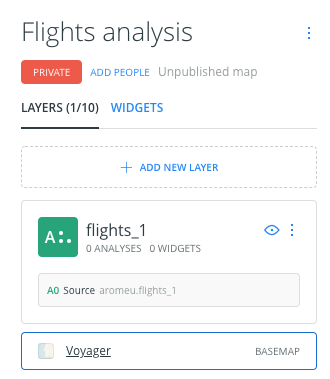 Flights analysis
PRIVATE ADD PEOPLE Unpublished map
LAYERS (1/10) WIDGETS
ADD NEW LAYER
A flights_1
0 ANALYSES 0 WIDGETS
A0 Source aromeu.flights_1
Voyager BASEMAP